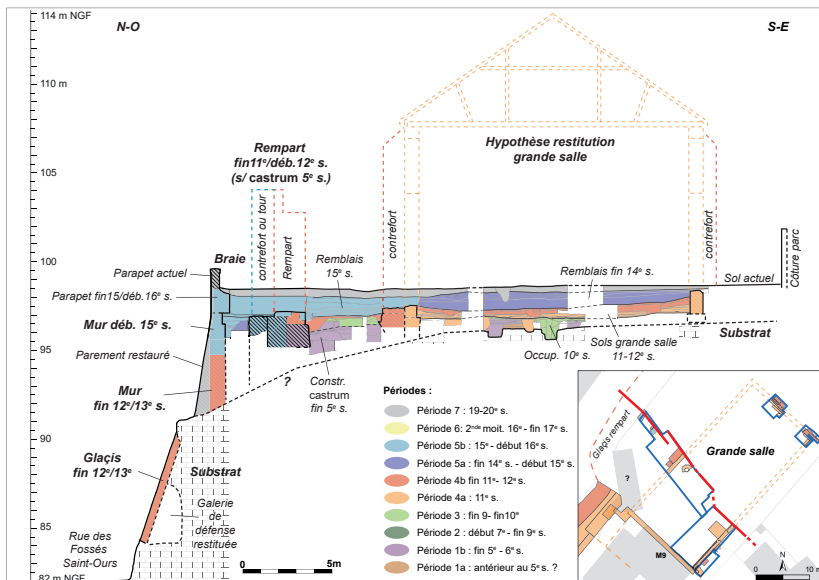 114 m NGF
N-O
S-E
110 m
105
100
95
90
85
82 m NGF
Rempart
fin11e/déb.12e s.
(s/ castrum 5e s.)
Hypothèse restitution
grande salle
contrefort ou tour
Rempart
contrefort
contrefort
Côture parc
Braie
Parapet actuel
Remblais
15e s.
Remblais fin 14e s.
Sol actuel
Parapet fin15/déb.16e s.
Mur déb. 15e s.
Parement restauré
Mur
fin 12e/13e s.
?
Constr.
castrum
fin 5e s.
Occup. 10e s.
Sols grande salle
11-12e s.
Substrat
Glaçis
fin 12e/13e
Substrat
Galerie
de
défense
restituée
Rue des
Fossés
Saint-Ours
0
5m
Périodes :
Période 7 : 19-20e s.
Période 6: 2nde moit. 16e - fin 17e s.
Période 5b : 15e - début 16e s.
Période 5a : fin 14e s. - début 15e s.
Période 4b fin 11e- 12e s.
Période 4a : 11e s.
Période 3 : fin 9- fin10e
Période 2 : début 7e - fin 9e s.
Période 1b : fin 5e - 6e s.
Période 1a : antérieur au 5e s. ?
Glaçis rempart
Grande salle
?
M9
N
0
10 m